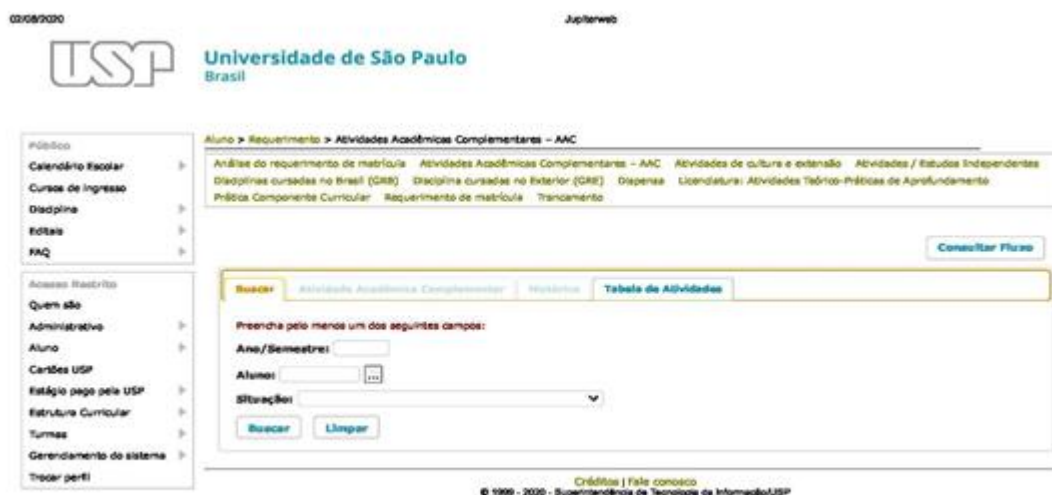 02/08/2020 Jupiterweb
USP
Universidade de São Paulo
Brasil
Público
Calendário Escolar
Cursos de Ingresso
Disciplina
Editais
FAQ
Acesso Restrito
Quem são
Administrativo
Aluno
Cartões USP
Estágio pago pela USP
Estrutura Curricular
Turmas
Gerenciamento do sistema
Trocar perfil
Aluno > Requerimento > Atividades Acadêmicas Complementares – AAC
Análise do requerimento de matrícula Atividades Acadêmicas Complementares – AAC Atividades de cultura e extensão Atividades / Estudos Independentes
Disciplinas cursadas no Brasil (GRB) Disciplina cursadas no Exterior (GRE) Dispensa Licenciatura: Atividades Teórico-Práticas de Aprofundamento
Prática Componente Curricular Requerimento de matrícula Trancamento
Consultar Fluxo
Buscar Atividade Acadêmica Complementar Histórico Tabela de Atividades
Preencha pelo menos um dos seguintes campos:
Ano/Semestre:
Aluno: ...
Situação:
Buscar Limpar
Créditos | Fale conosco
© 1999 - 2020 - Superintendência de Tecnologia da Informação/USP